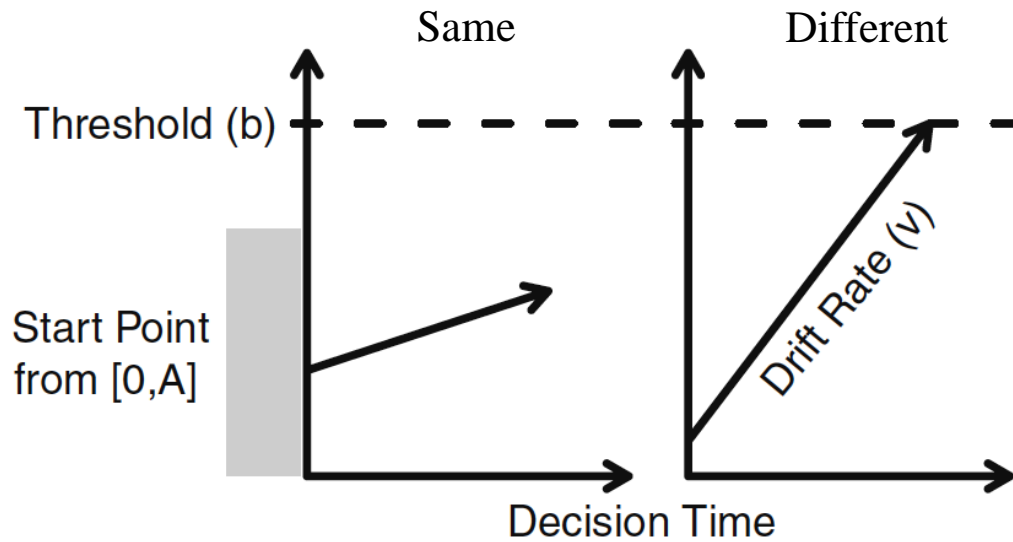 Same
Different
Threshold (b)
Start Point
from [0,A]
Drift Rate (v)
Decision Time